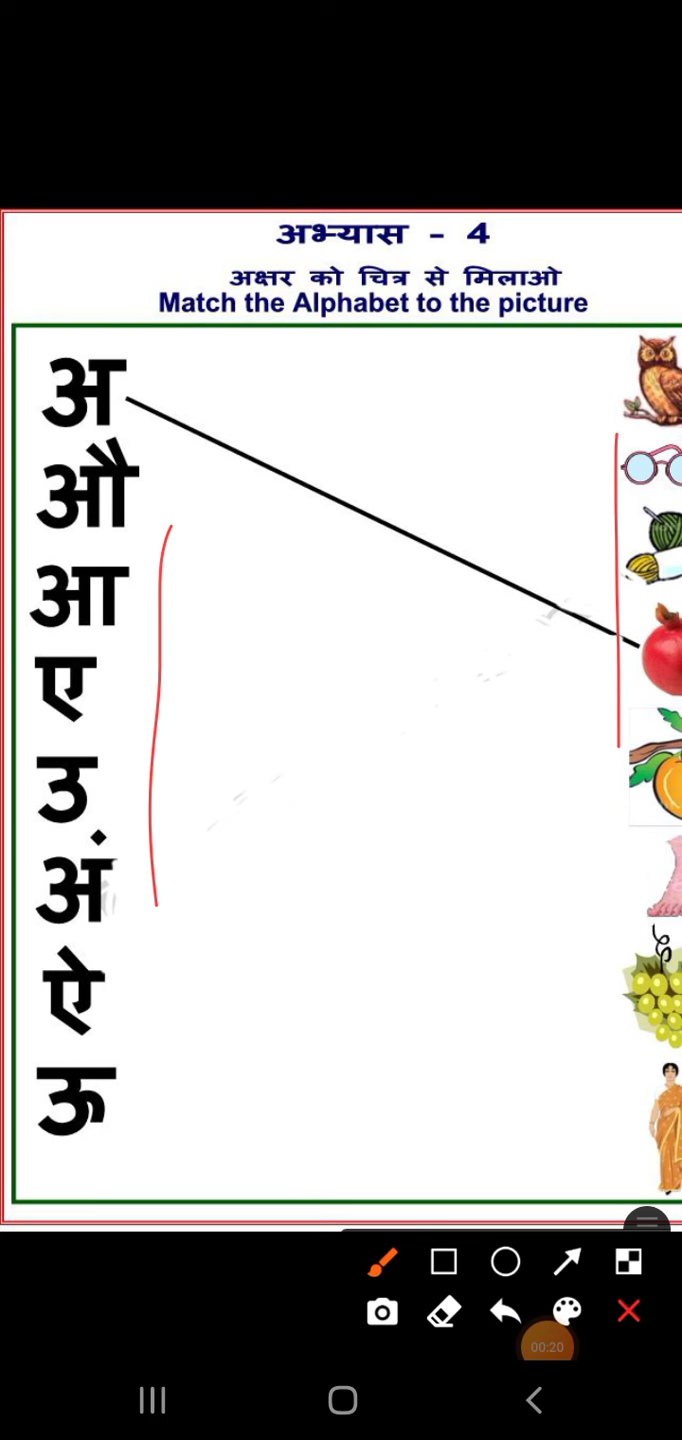 अभ्यास - 4
अक्षर को चित्र से मिलाओ
Match the Alphabet to the picture
अ
औ
आ
ए
उ
अं
ऐ
ऊ
00:20